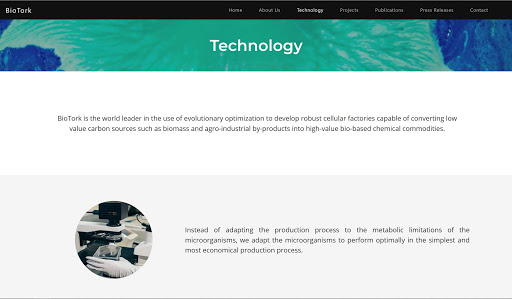 BioTork
Home About Us Technology Projects Publications Press Releases Contact
Technology
BioTork is the world leader in the use of evolutionary optimization to develop robust cellular factories capable of converting low
value carbon sources such as biomass and agro-industrial by-products into high-value bio-based chemical commodities.
Instead of adapting the production process to the metabolic limitations of the
microorganisms, we adapt the microorganisms to perform optimally in the simplest and
most economical production process.